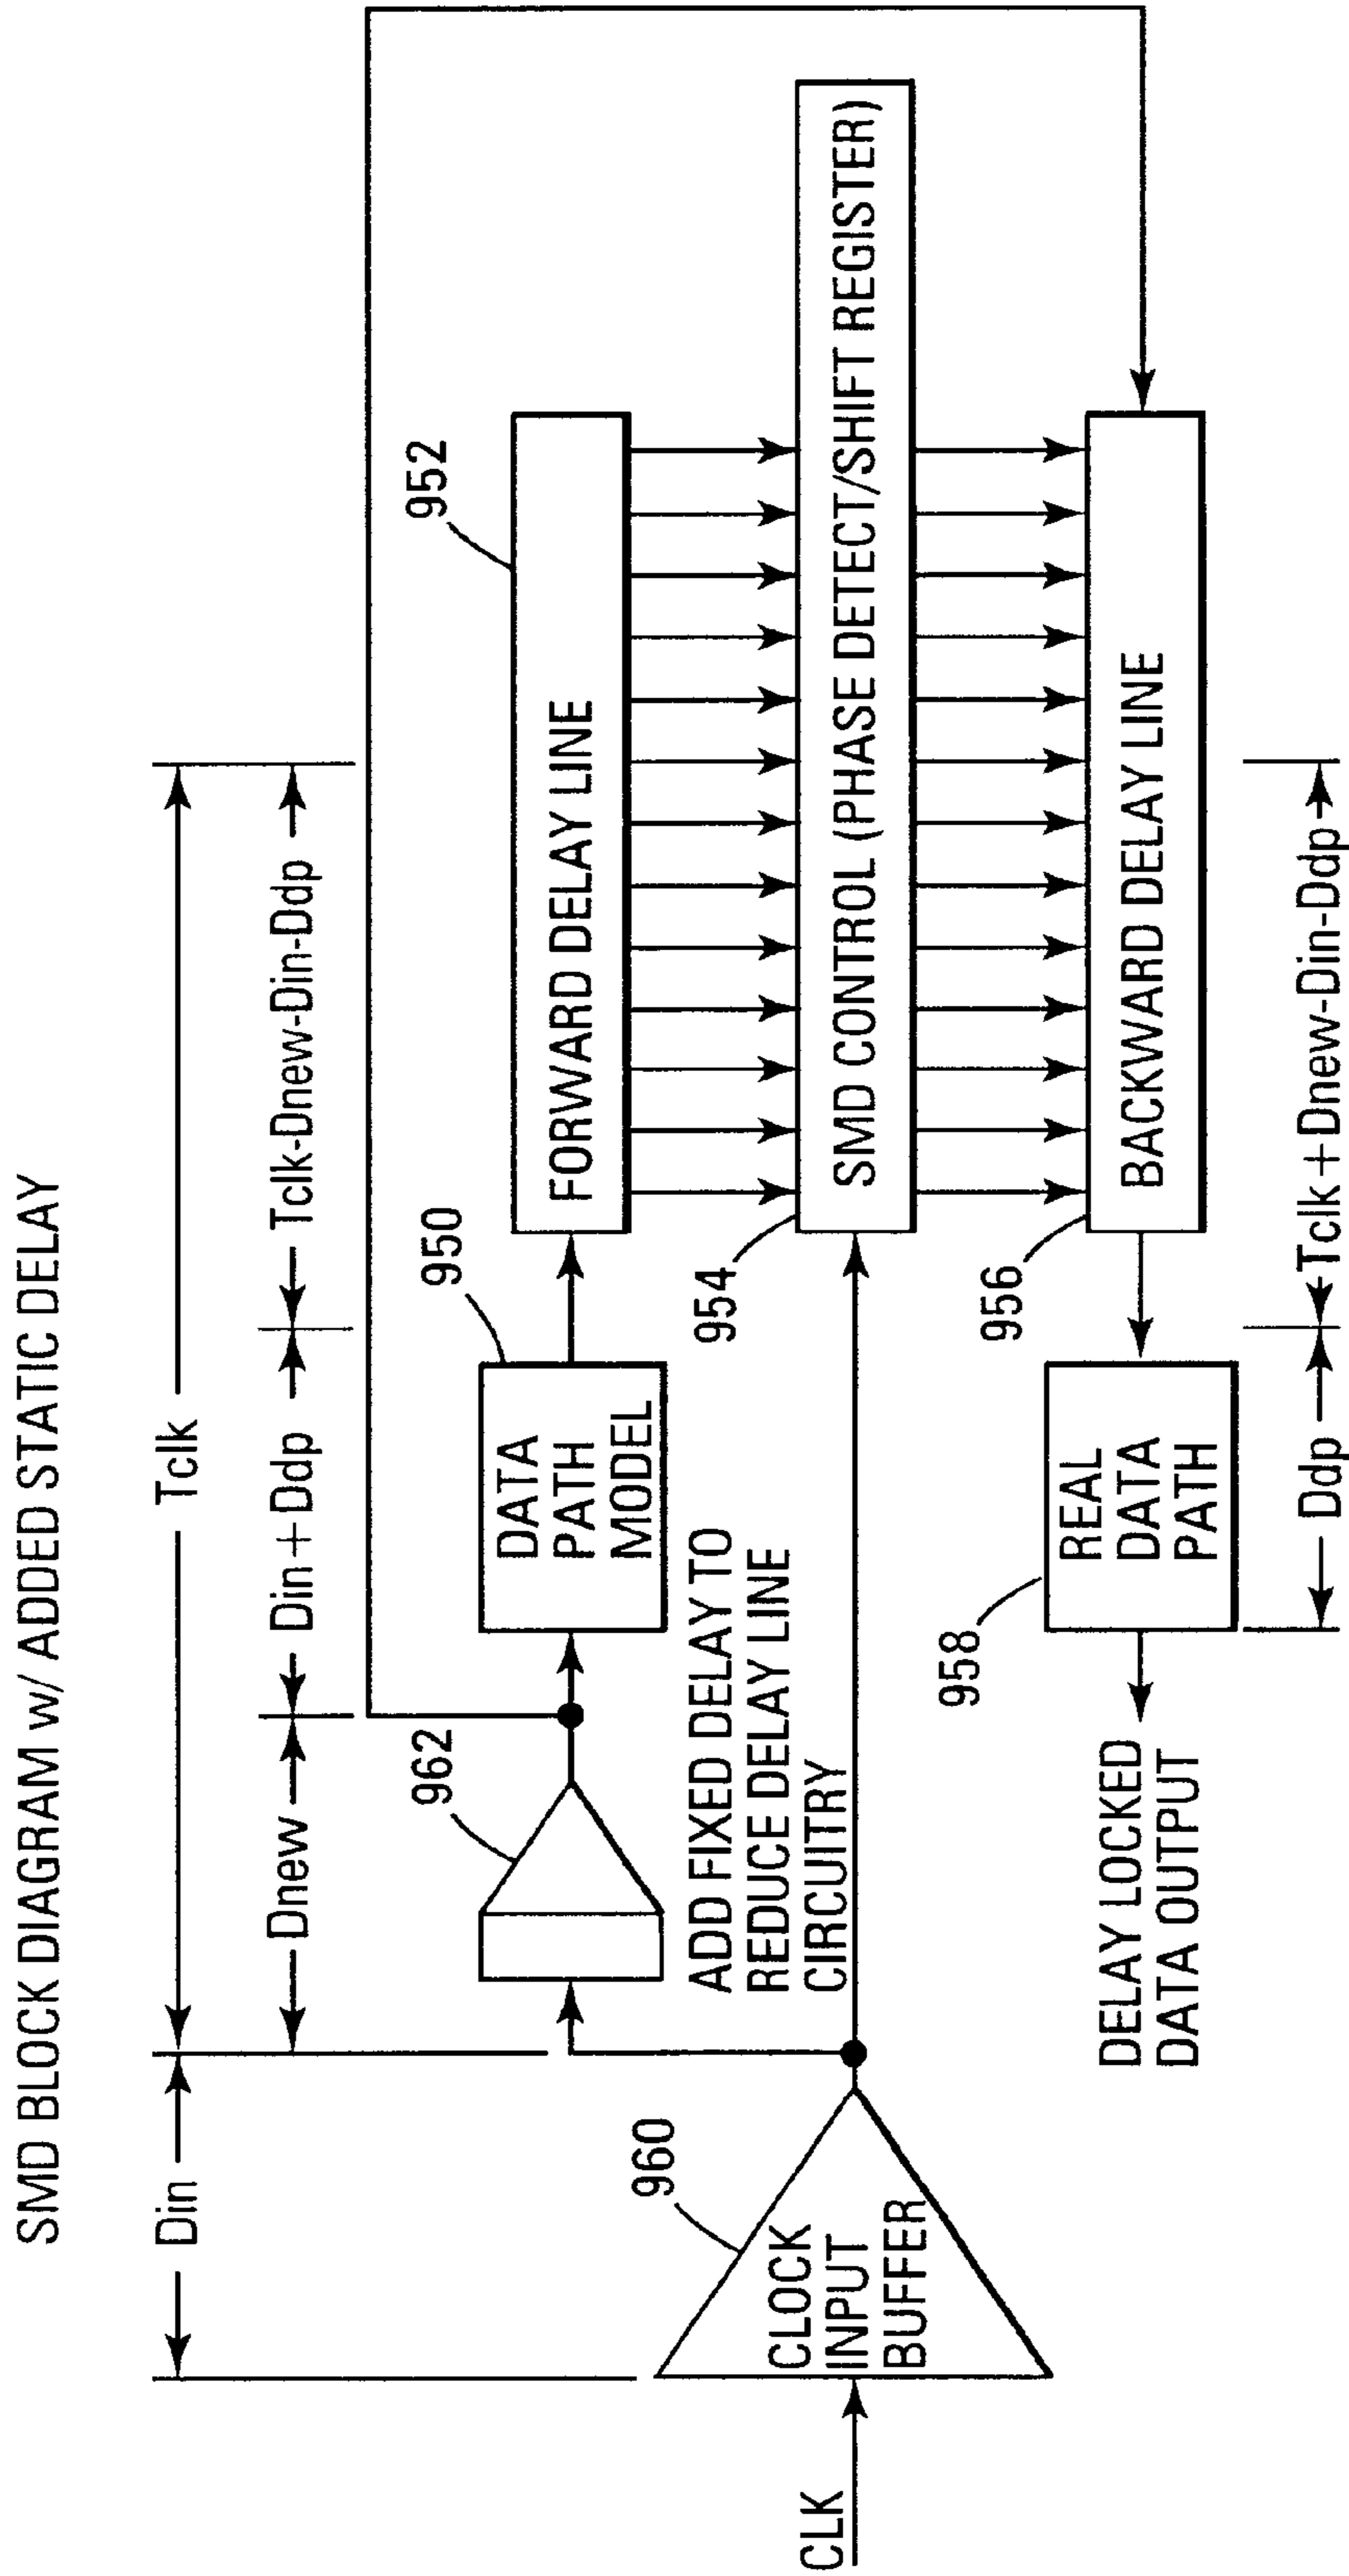 SMD BLOCK DIAGRAM w/ ADDED STATIC DELAY
Din
Tclk
Dnew
Din+Ddp
Tclk-Dnew-Din-Ddp
962
950
952
DATA
PATH
MODEL
FORWARD DELAY LINE
ADD FIXED DELAY TO
REDUCE DELAY LINE
CIRCUITRY
960
CLK
CLOCK
INPUT
BUFFER
954
SMD CONTROL (PHASE DETECT/SHIFT REGISTER)
958
956
REAL
DATA
PATH
BACKWARD DELAY LINE
DELAY LOCKED
DATA OUTPUT
Ddp
Tclk+Dnew-Din-Ddp